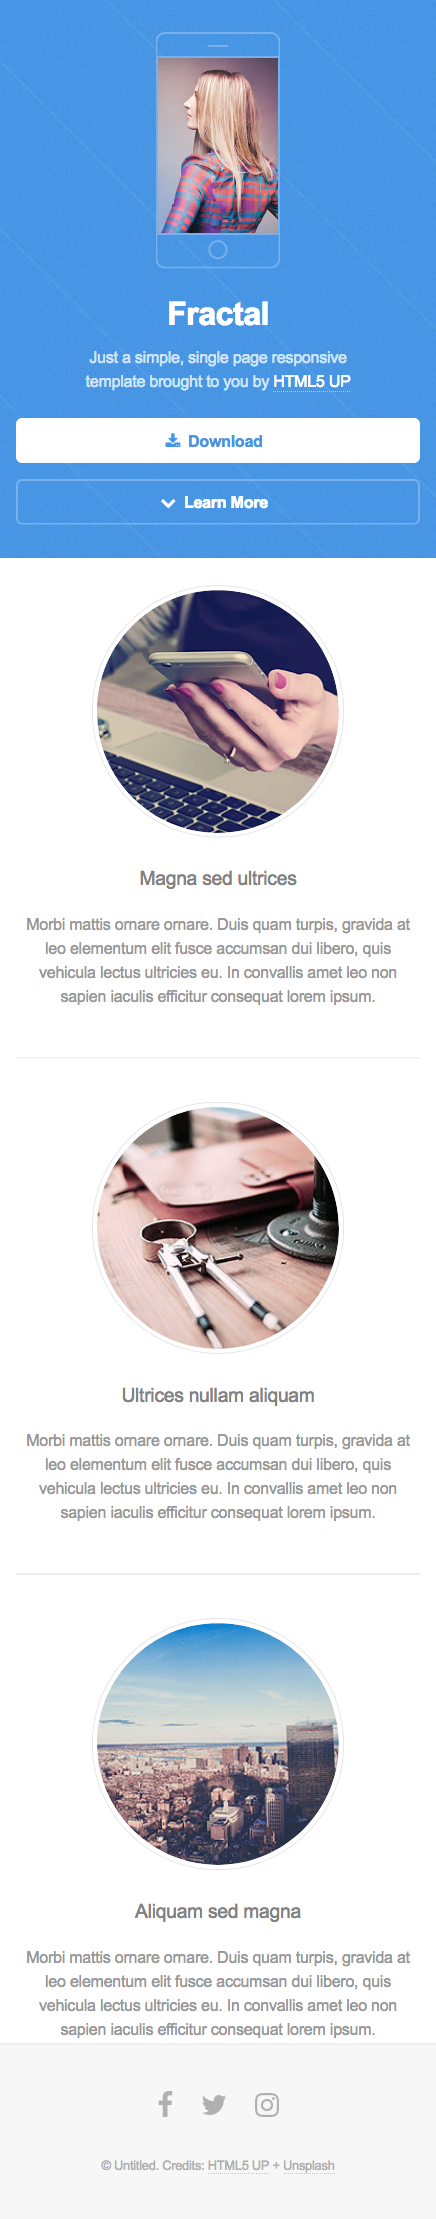 Fractal
Just a simple, single page responsive
template brought to you by HTML5 UP
Download
Learn More
Magna sed ultrices
Morbi mattis ornare ornare. Duis quam turpis, gravida at
leo elementum elit fusce accumsan dui libero, quis
vehicula lectus ultricies eu. In convallis amet leo non
sapien iaculis efficitur consequat lorem ipsum.
Ultrices nullam aliquam
Morbi mattis ornare ornare. Duis quam turpis, gravida at
leo elementum elit fusce accumsan dui libero, quis
vehicula lectus ultricies eu. In convallis amet leo non
sapien iaculis efficitur consequat lorem ipsum.
Aliquam sed magna
Morbi mattis ornare ornare. Duis quam turpis, gravida at
leo elementum elit fusce accumsan dui libero, quis
vehicula lectus ultricies eu. In convallis amet leo non
sapien iaculis efficitur consequat lorem ipsum.
© Untitled. Credits: HTML5 UP + Unsplash